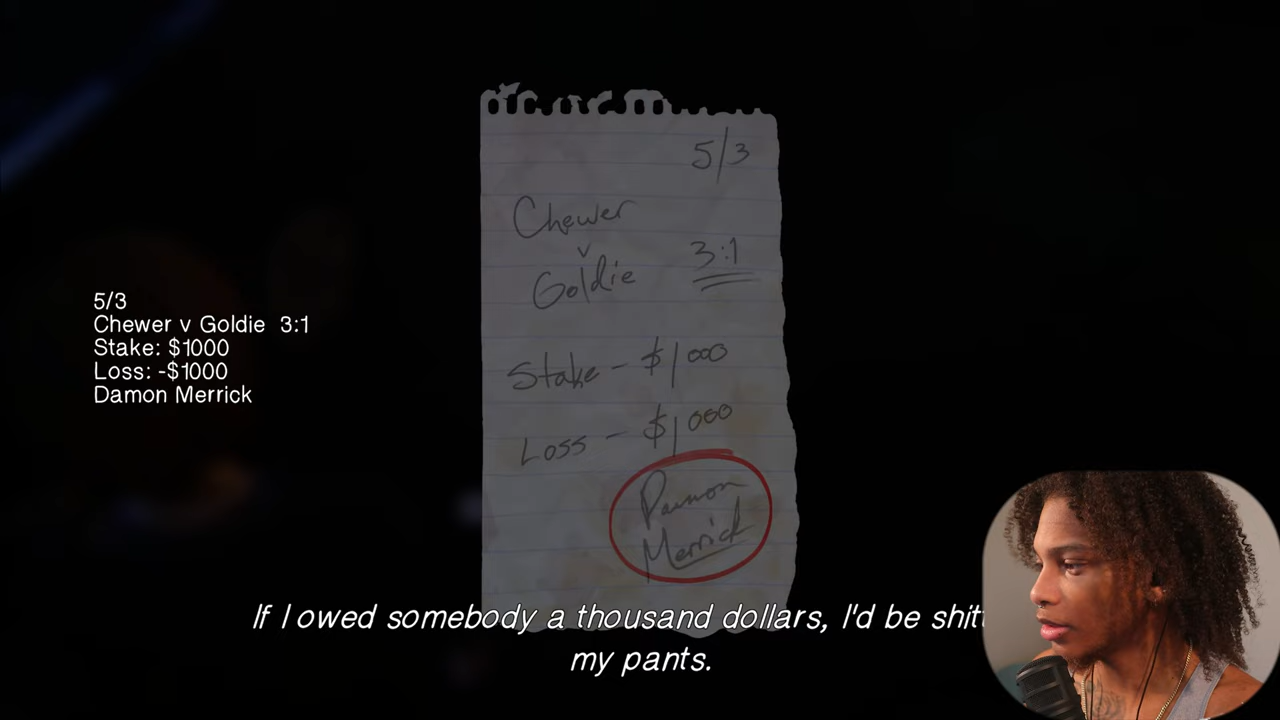 5/3
Chewer
v
Goldie 3:1
Stake - $1000
Loss - $1000
Damon
Merrick
5/3
Chewer v Goldie 3:1
Stake: $1000
Loss: -$1000
Damon Merrick
If I owed somebody a thousand dollars, I'd be shitt
my pants.